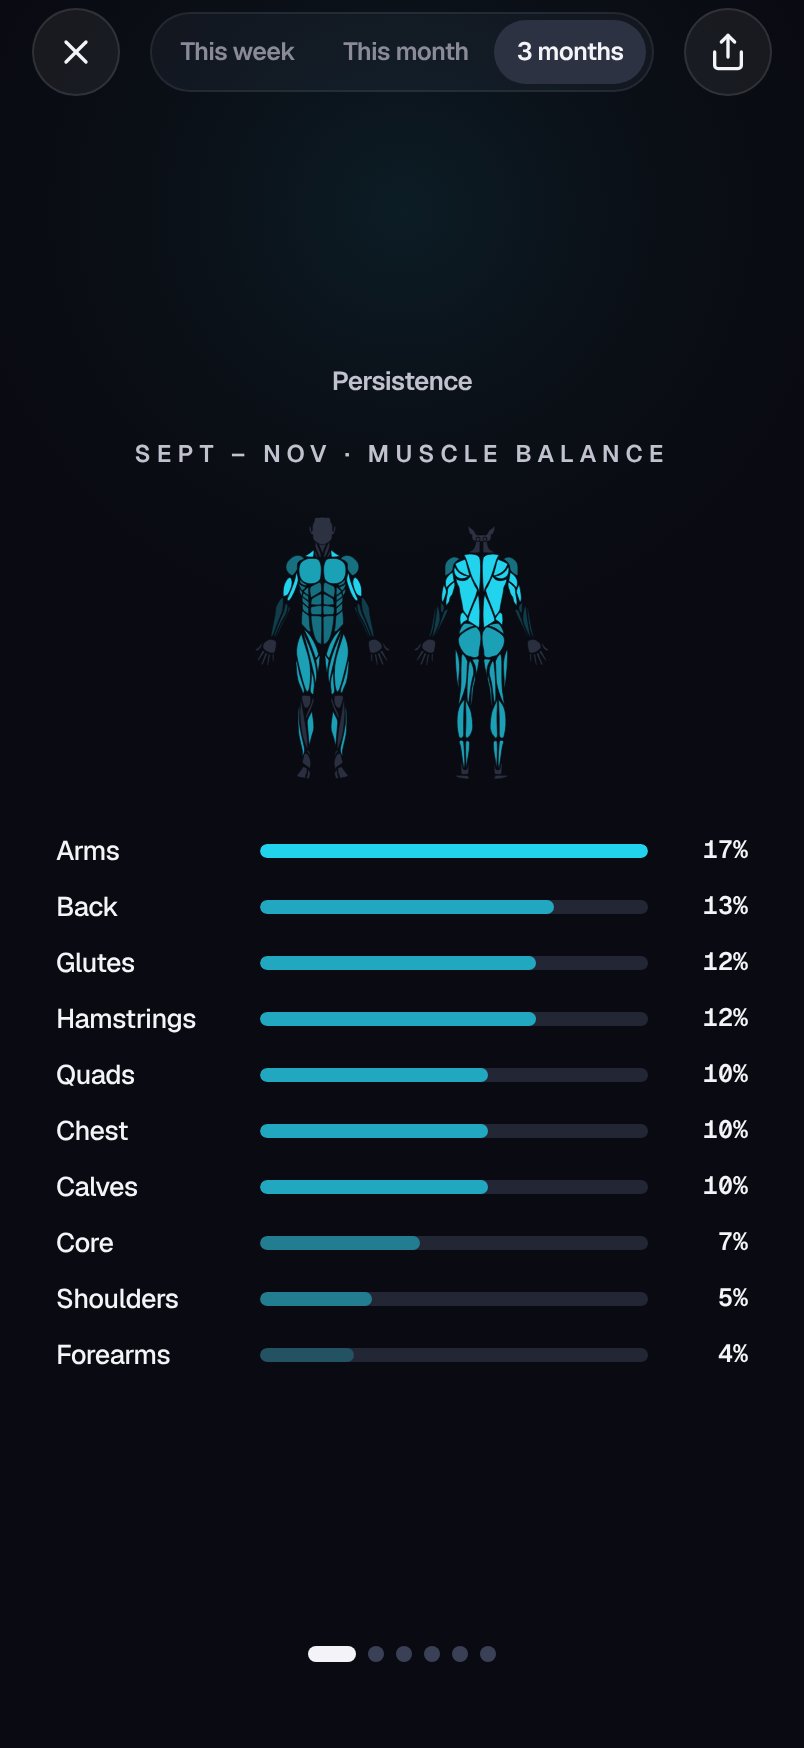 This week This month 3 months
Persistence
SEPT – NOV · MUSCLE BALANCE
Arms 17%
Back 13%
Glutes 12%
Hamstrings 12%
Quads 10%
Chest 10%
Calves 10%
Core 7%
Shoulders 5%
Forearms 4%